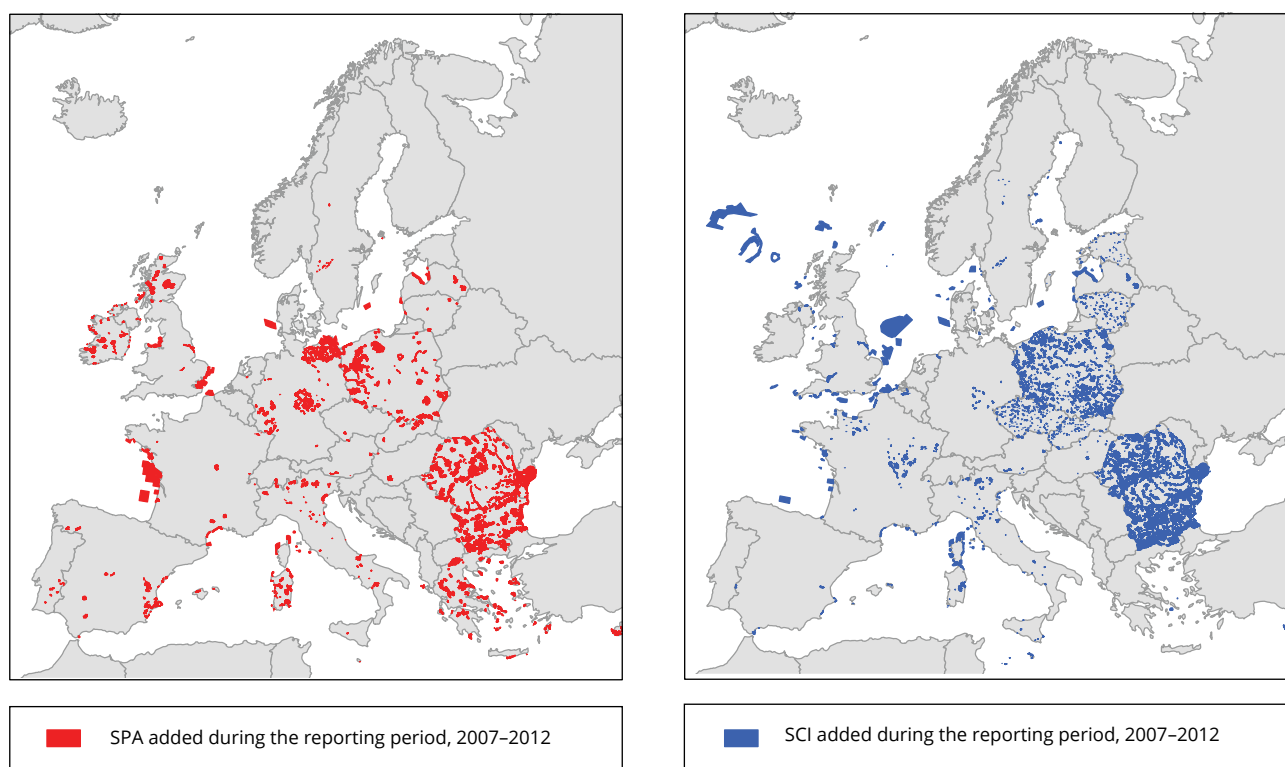 SPA added during the reporting period, 2007–2012
SCI added during the reporting period, 2007–2012